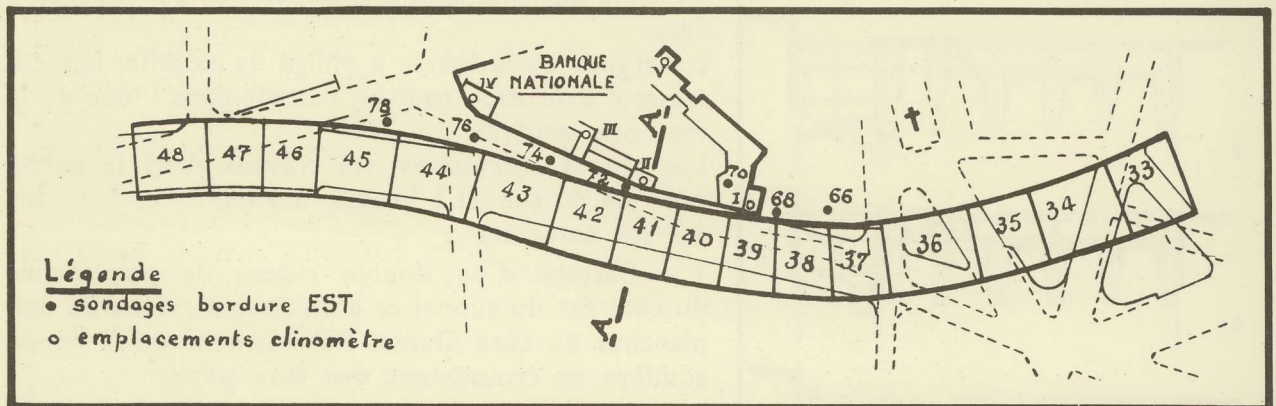 BANQUE
NATIONALE
IV
III
II
I
V
A
A
78
76
74
72
70
68
66
48
47
46
45
44
43
42
41
40
39
38
37
36
35
34
33
Légende
• sondages bordure EST
o emplacements clinomètre